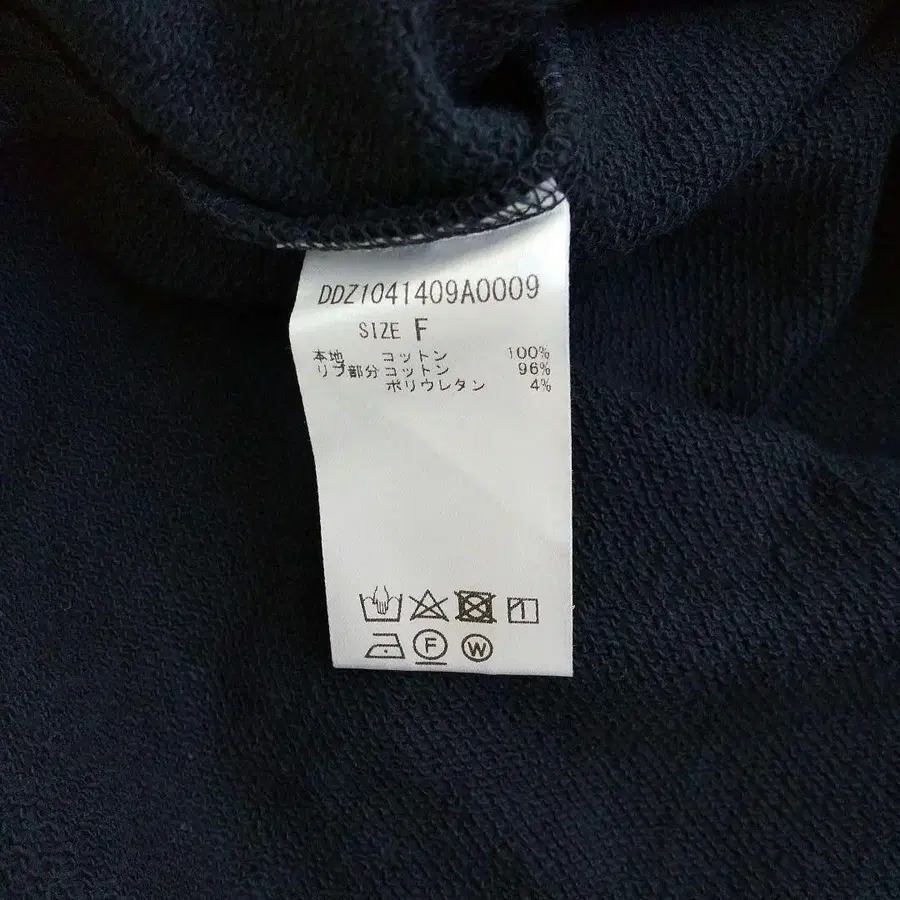 DDZ1041409A0009
SIZE F
本地 コットン 100%
リブ部分 コットン 96%
ポリウレタン 4%
F W